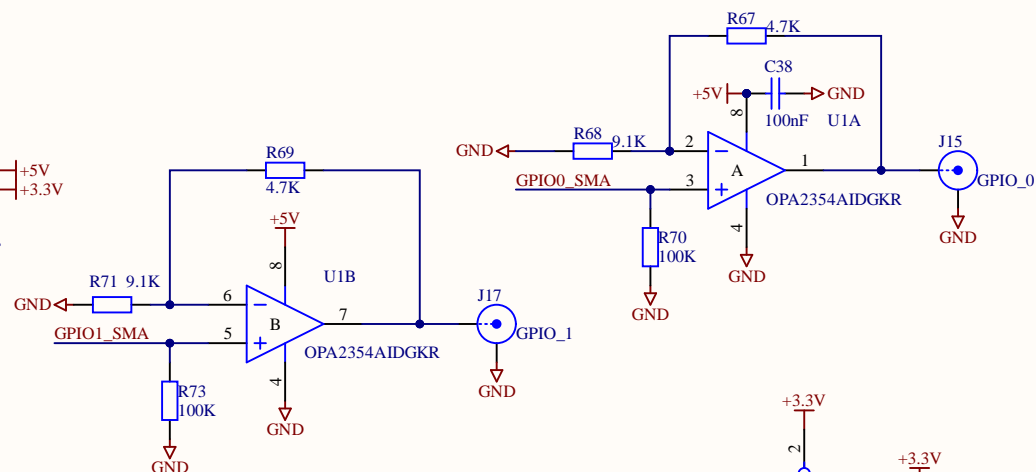 R67
4.7K
C38
+5V
GND
8
100nF
U1A
R68
9.1K
GND
2
A
1
J15
GPIO0_SMA
3
GPIO_0
OPA2354AIDGKR
R70
100K
4
GND
GND
GND
+5V
+3.3V
R69
4.7K
+5V
8
U1B
R71
9.1K
GND
6
B
7
J17
GPIO1_SMA
5
GPIO_1
OPA2354AIDGKR
R73
100K
4
GND
GND
GND
+3.3V
2
+3.3V